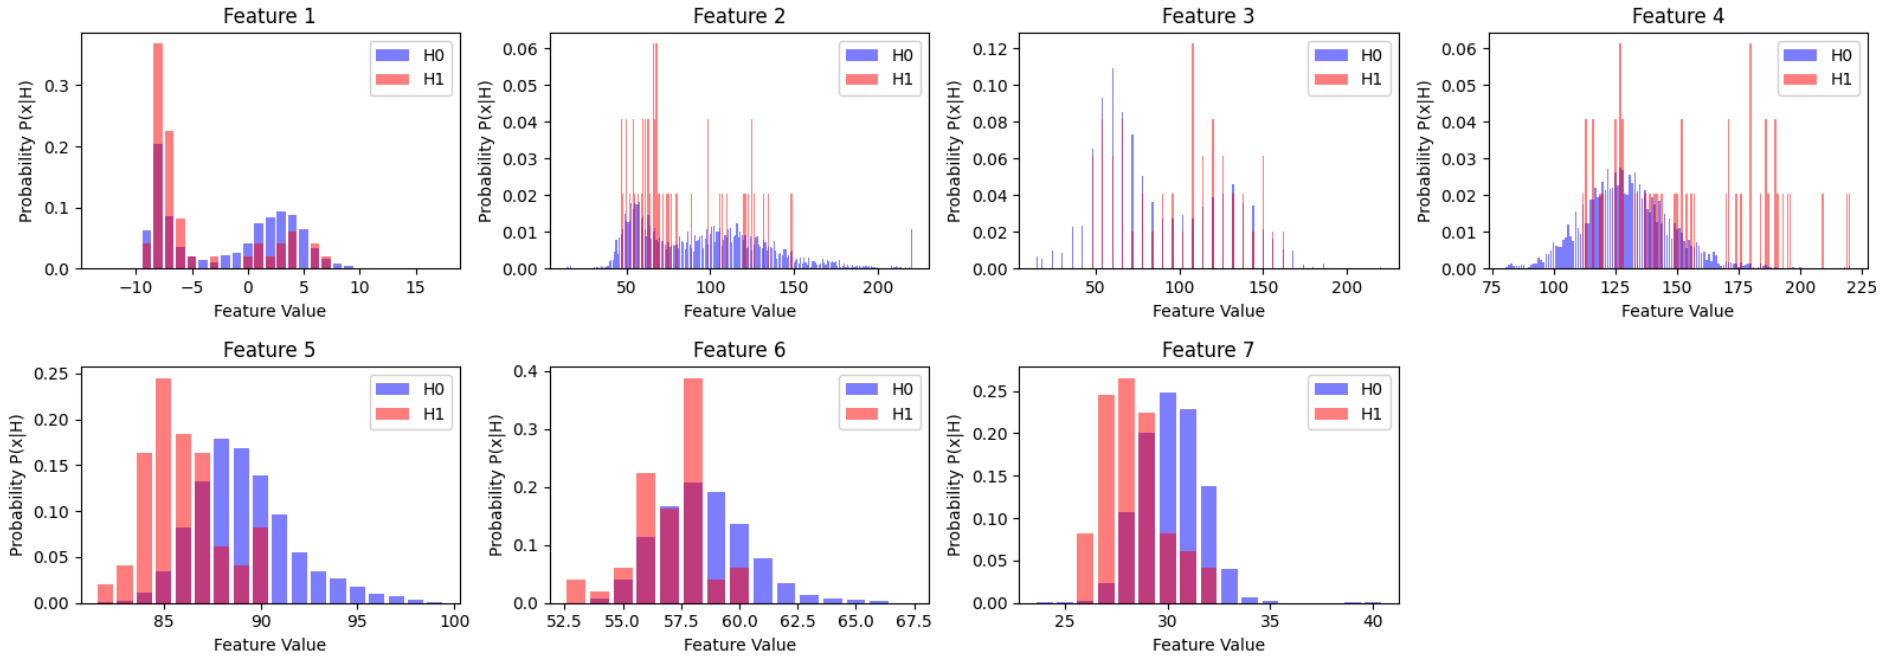 Feature 1
Probability P(x|H)
0.3
0.2
0.1
0.0
H0
H1
−10
−5
0
5
10
15
Feature Value
Feature 2
Probability P(x|H)
0.06
0.05
0.04
0.03
0.02
0.01
0.00
H0
H1
50
100
150
200
Feature Value
Feature 3
Probability P(x|H)
0.12
0.10
0.08
0.06
0.04
0.02
0.00
H0
H1
50
100
150
200
Feature Value
Feature 4
Probability P(x|H)
0.06
0.05
0.04
0.03
0.02
0.01
0.00
H0
H1
75
100
125
150
175
200
225
Feature Value
Feature 5
Probability P(x|H)
0.25
0.20
0.15
0.10
0.05
0.00
H0
H1
85
90
95
100
Feature Value
Feature 6
Probability P(x|H)
0.4
0.3
0.2
0.1
0.0
H0
H1
52.5
55.0
57.5
60.0
62.5
65.0
67.5
Feature Value
Feature 7
Probability P(x|H)
0.25
0.20
0.15
0.10
0.05
0.00
H0
H1
25
30
35
40
Feature Value